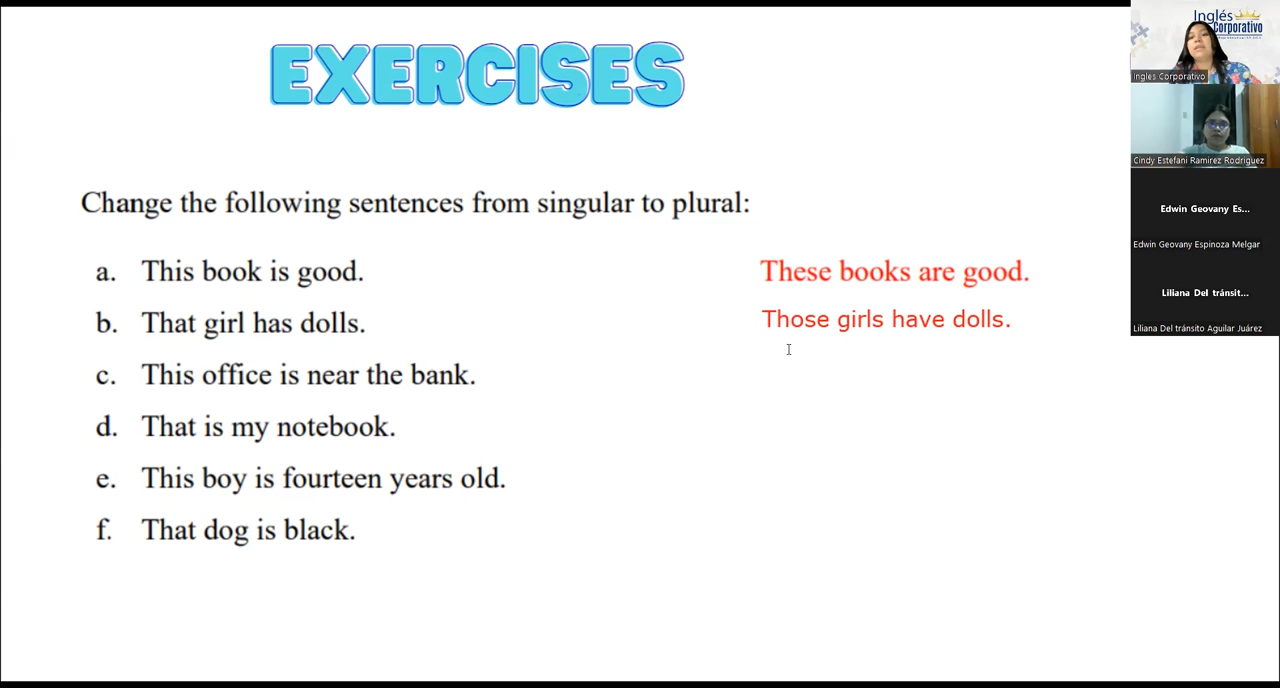 EXERCISES
Change the following sentences from singular to plural:
a. This book is good.
These books are good.
b. That girl has dolls.
Those girls have dolls.
c. This office is near the bank.
d. That is my notebook.
e. This boy is fourteen years old.
f. That dog is black.
Inglés
Corporativo
Ingles Corporativo
Cindy Estefani Ramirez Rodriguez
Edwin Geovany Es...
Edwin Geovany Espinoza Melgar
Liliana Del tránsit...
Liliana Del tránsito Aguilar Juárez